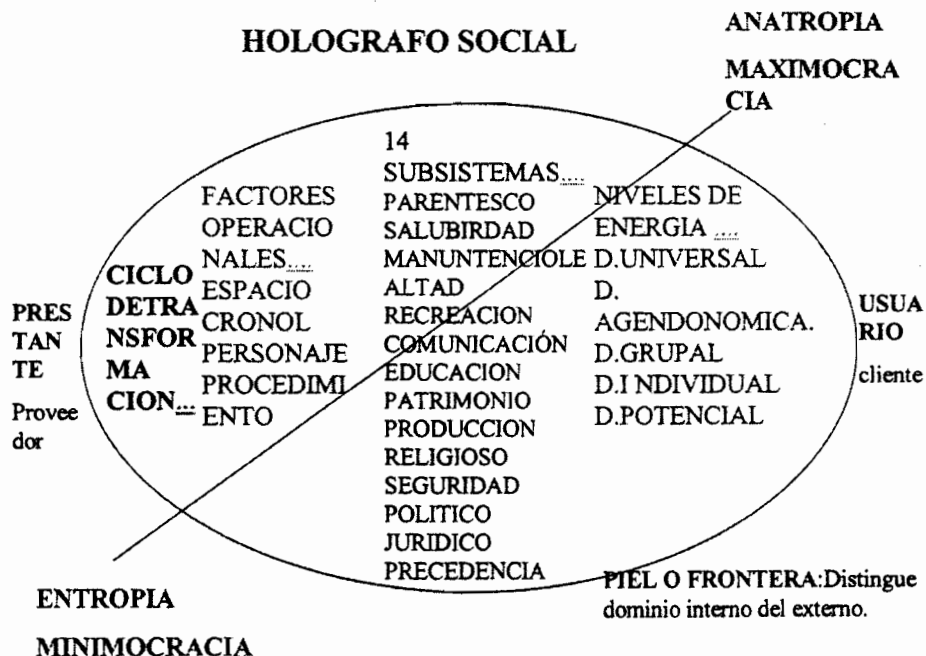 HOLOGRAFO SOCIAL
ANATROPIA
MAXIMOCRA
CIA
PRES
TAN
TE
Provee
dor
CICLO
DETRA
NSFOR
MA
CION...
FACTORES
OPERACIO
NALES....
ESPACIO
CRONOL
PERSONAJE
PROCEDIMI
ENTO
14
SUBSISTEMAS....
PARENTESCO
SALUBIRDAD
MANUNTENCIOLE
ALTAD
RECREACION
COMUNICACIÓN
EDUCACION
PATRIMONIO
PRODUCCION
RELIGIOSO
SEGURIDAD
POLITICO
JURIDICO
PRECEDENCIA
NIVELES DE
ENERGIA ....
D.UNIVERSAL
D.
AGENDONOMICA.
D.GRUPAL
D.I NDIVIDUAL
D.POTENCIAL
USUA
RIO
cliente
PIEL O FRONTERA:Distingue
dominio interno del externo.
ENTROPIA
MINIMOCRACIA